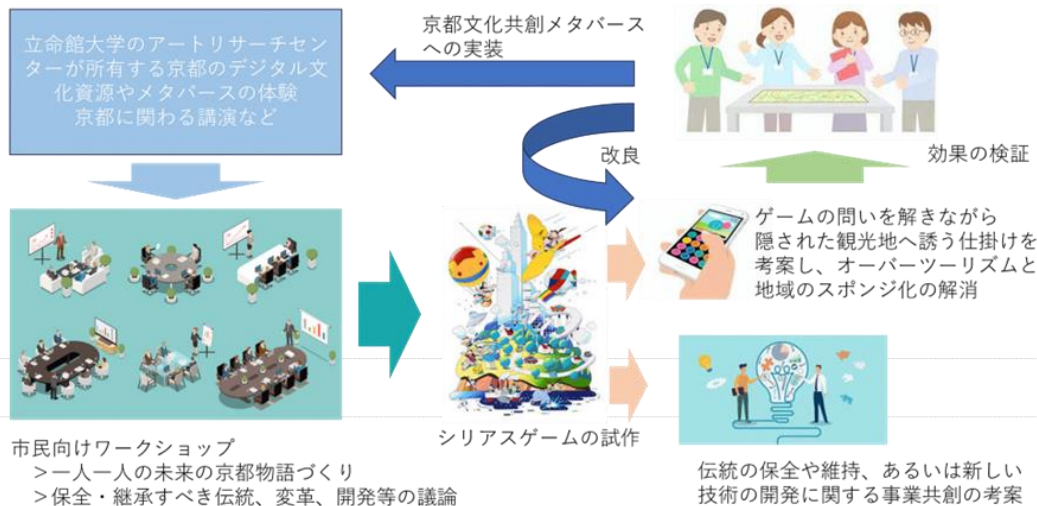 立命館大学のアートリサーチセン
ターが所有する京都のデジタル文
化資源やメタバースの体験
京都に関わる講演など
京都文化共創メタバース
への実装
改良
効果の検証
ゲームの問いを解きながら
隠された観光地へ誘う仕掛けを
考案し、オーバーツーリズムと
地域のスポンジ化の解消
シリアスゲームの試作
市民向けワークショップ
＞一人一人の未来の京都物語づくり
＞保全・継承すべき伝統、変革、開発等の議論
伝統の保全や維持、あるいは新しい
技術の開発に関する事業共創の考案